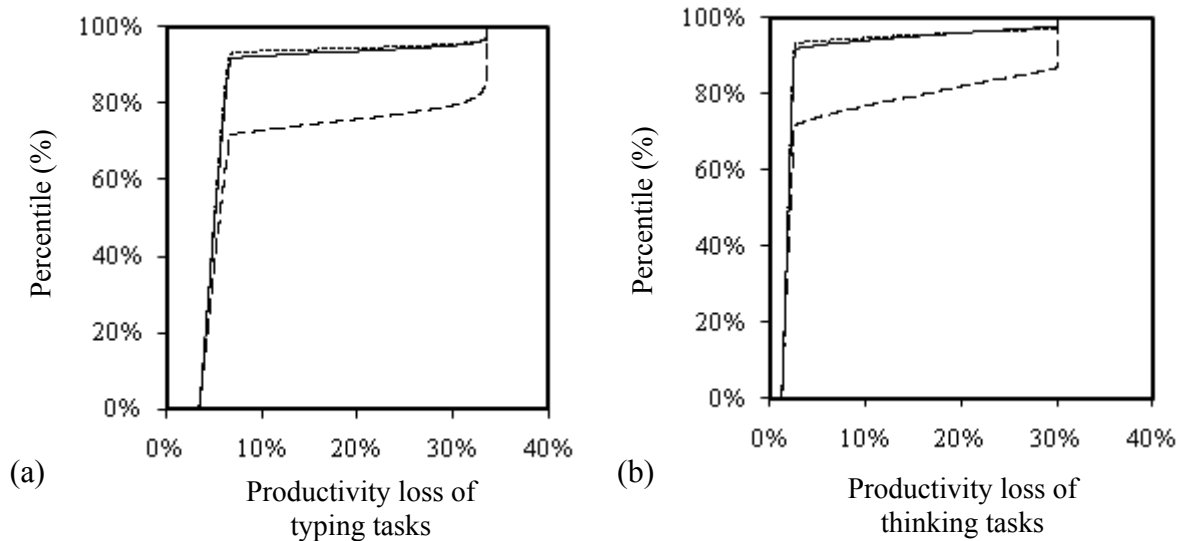 100%
80%
60%
40%
20%
0%
Percentile (%)
0% 10% 20% 30% 40%
(a)
Productivity loss of
typing tasks
100%
80%
60%
40%
20%
0%
Percentile (%)
0% 10% 20% 30% 40%
(b)
Productivity loss of
thinking tasks